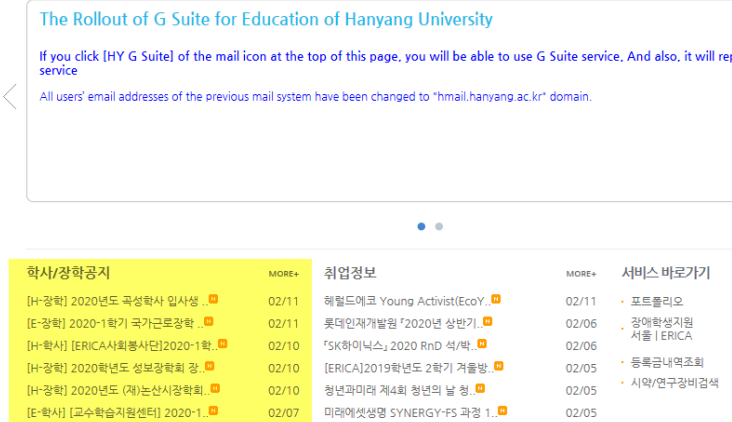 The Rollout of G Suite for Education of Hanyang University
If you click [HY G Suite] of the mail icon at the top of this page, you will be able to use G Suite service, And also, it will rep
service
All users' email addresses of the previous mail system have been changed to "hmail.hanyang.ac.kr" domain.
학사/장학공지 MORE+
[H-장학] 2020년도 곡성학사 입사생 .. N 02/11
[E-장학] 2020-1학기 국가근로장학 .. N 02/11
[H-학사] [ERICA사회봉사단]2020-1학.. N 02/10
[H-장학] 2020학년도 성보장학회 장.. N 02/10
[H-장학] 2020년도 (재)논산시장학회.. N 02/10
[E-학사] [교수학습지원센터] 2020-1.. N 02/07
취업정보 MORE+
헤럴드에코 Young Activist(EcoY.. N 02/11
롯데인재개발원 「2020년 상반기.. N 02/06
「SK하이닉스」 2020 RnD 석/박.. N 02/06
[ERICA]2019학년도 2학기 겨울방.. N 02/05
청년과미래 제4회 청년의 날 청.. N 02/05
미래에셋생명 SYNERGY-FS 과정 1.. N 02/05
서비스 바로가기
포트폴리오
장애학생지원
서울 | ERICA
등록금내역조회
시약/연구장비검색